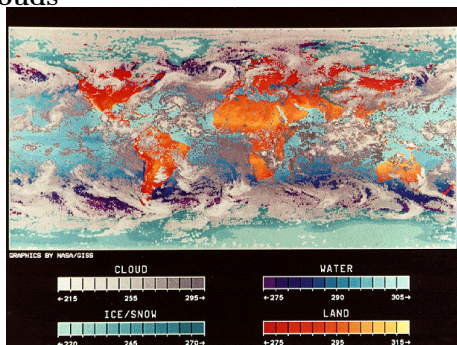 GRAPHICS BY NASA/GISS
CLOUD
WATER
←215 255 295→
←275 290 305→
ICE/SNOW
LAND
←220 245 270→
←275 295 315→